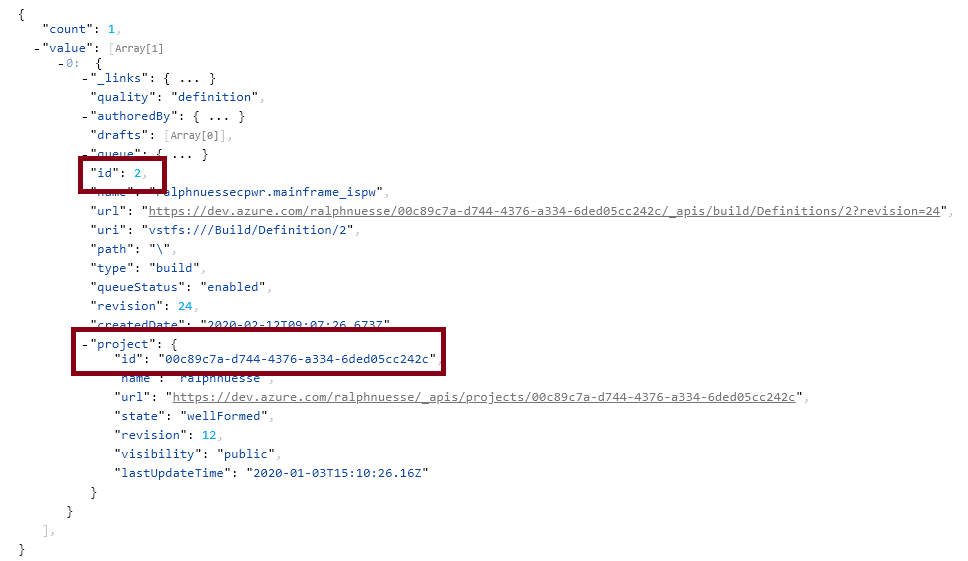 {
"count": 1,
-"value": [Array[1]
-0: {
-"_links": { ... }
"quality": "definition",
-"authoredBy": { ... }
"drafts": [Array[0]],
-"queue": { ... }
"id": 2,
"name": "ralphnuessecpwr.mainframe_ispw",
"url": "https://dev.azure.com/ralphnuesse/00c89c7a-d744-4376-a334-6ded05cc242c/_apis/build/Definitions/2?revision=24",
"uri": "vstfs:///Build/Definition/2",
"path": "\",
"type": "build",
"queueStatus": "enabled",
"revision": 24,
"createdDate": "2020-02-12T09:07:26.673Z",
-"project": {
"id": "00c89c7a-d744-4376-a334-6ded05cc242c",
"name": "ralphnuesse",
"url": "https://dev.azure.com/ralphnuesse/_apis/projects/00c89c7a-d744-4376-a334-6ded05cc242c",
"state": "wellFormed",
"revision": 12,
"visibility": "public",
"lastUpdateTime": "2020-01-03T15:10:26.16Z"
}
}
],
}